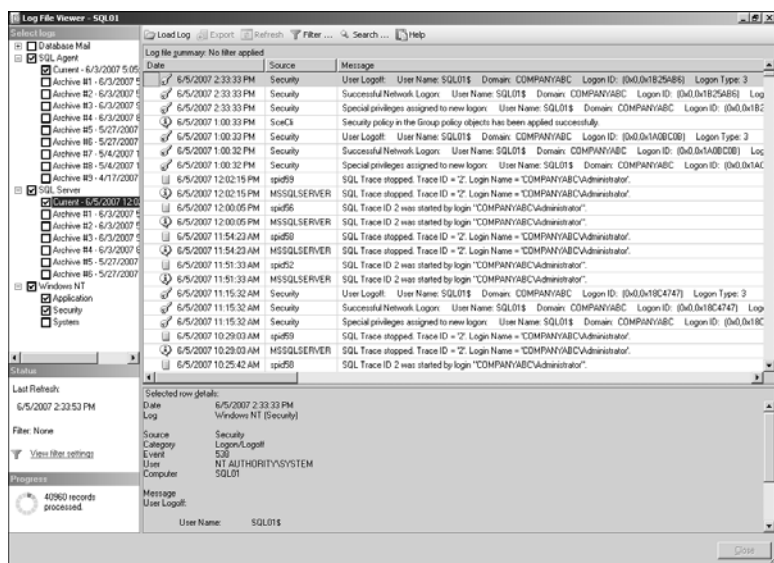 Log File Viewer - SQL01
Select logs
Load Log Export Refresh Filter ... Search ... Help
Database Mail
SQL Agent
Current - 6/3/2007 5:05
Archive #1 - 6/3/2007 5
Archive #2 - 6/3/2007 5
Archive #3 - 6/3/2007 5
Archive #4 - 6/3/2007 8
Archive #5 - 5/27/2007
Archive #6 - 5/27/2007
Archive #7 - 5/4/2007 1
Archive #8 - 5/4/2007 1
Archive #9 - 4/17/2007
SQL Server
Current - 6/5/2007 12:0
Archive #1 - 6/3/2007 5
Archive #2 - 6/3/2007 5
Archive #3 - 6/3/2007 5
Archive #4 - 6/3/2007 8
Archive #5 - 5/27/2007
Archive #6 - 5/27/2007
Windows NT
Application
Security
System
Status
Last Refresh:
6/5/2007 2:33:53 PM
Filter: None
View filter settings
Progress
40960 records
processed.
Log file summary: No filter applied
Date Source Message
6/5/2007 2:33:33 PM Security User Logoff: User Name: SQL01$ Domain: COMPANYABC Logon ID: (0x0,0x1B25AB6) Logon Type: 3
6/5/2007 2:33:33 PM Security Successful Network Logon: User Name: SQL01$ Domain: COMPANYABC Logon ID: (0x0,0x1B25AB6) Log
6/5/2007 2:33:33 PM Security Special privileges assigned to new logon: User Name: SQL01$ Domain: COMPANYABC Logon ID: (0x0,0x1B2
6/5/2007 1:00:33 PM SceCli Security policy in the Group policy objects has been applied successfully.
6/5/2007 1:00:33 PM Security User Logoff: User Name: SQL01$ Domain: COMPANYABC Logon ID: (0x0,0x1A0BC0B) Logon Type: 3
6/5/2007 1:00:32 PM Security Successful Network Logon: User Name: SQL01$ Domain: COMPANYABC Logon ID: (0x0,0x1A0BC0B) Log
6/5/2007 1:00:32 PM Security Special privileges assigned to new logon: User Name: SQL01$ Domain: COMPANYABC Logon ID: (0x0,0x1A0
6/5/2007 12:02:15 PM spid59 SQL Trace stopped. Trace ID = '2'. Login Name = 'COMPANYABC\Administrator'.
6/5/2007 12:02:15 PM MSSQLSERVER SQL Trace stopped. Trace ID = '2'. Login Name = 'COMPANYABC\Administrator'.
6/5/2007 12:00:05 PM spid56 SQL Trace ID 2 was started by login "COMPANYABC\Administrator".
6/5/2007 12:00:05 PM MSSQLSERVER SQL Trace ID 2 was started by login "COMPANYABC\Administrator".
6/5/2007 11:54:23 AM spid58 SQL Trace stopped. Trace ID = '2'. Login Name = 'COMPANYABC\Administrator'.
6/5/2007 11:54:23 AM MSSQLSERVER SQL Trace stopped. Trace ID = '2'. Login Name = 'COMPANYABC\Administrator'.
6/5/2007 11:51:33 AM spid52 SQL Trace ID 2 was started by login "COMPANYABC\Administrator".
6/5/2007 11:51:33 AM MSSQLSERVER SQL Trace ID 2 was started by login "COMPANYABC\Administrator".
6/5/2007 11:15:32 AM Security User Logoff: User Name: SQL01$ Domain: COMPANYABC Logon ID: (0x0,0x18C4747) Logon Type: 3
6/5/2007 11:15:32 AM Security Successful Network Logon: User Name: SQL01$ Domain: COMPANYABC Logon ID: (0x0,0x18C4747) Log
6/5/2007 11:15:32 AM Security Special privileges assigned to new logon: User Name: SQL01$ Domain: COMPANYABC Logon ID: (0x0,0x18C
6/5/2007 10:29:03 AM spid59 SQL Trace stopped. Trace ID = '2'. Login Name = 'COMPANYABC\Administrator'.
6/5/2007 10:29:03 AM MSSQLSERVER SQL Trace stopped. Trace ID = '2'. Login Name = 'COMPANYABC\Administrator'.
6/5/2007 10:25:42 AM spid58 SQL Trace ID 2 was started by login "COMPANYABC\Administrator".
Selected row details:
Date 6/5/2007 2:33:33 PM
Log Windows NT (Security)
Source Security
Category Logon/Logoff
Event 538
User NT AUTHORITY\SYSTEM
Computer SQL01
Message
User Logoff:
User Name: SQL01$
Close